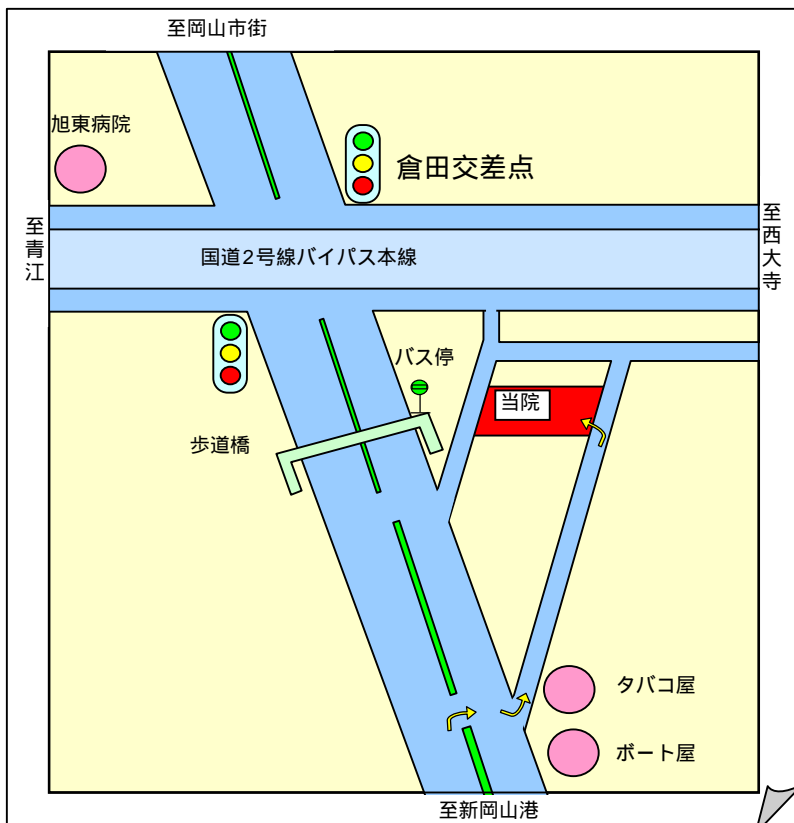 至岡山市街
旭東病院
倉田交差点
至青江
国道2号線バイパス本線
至西大寺
バス停
当院
歩道橋
タバコ屋
ボート屋
至新岡山港